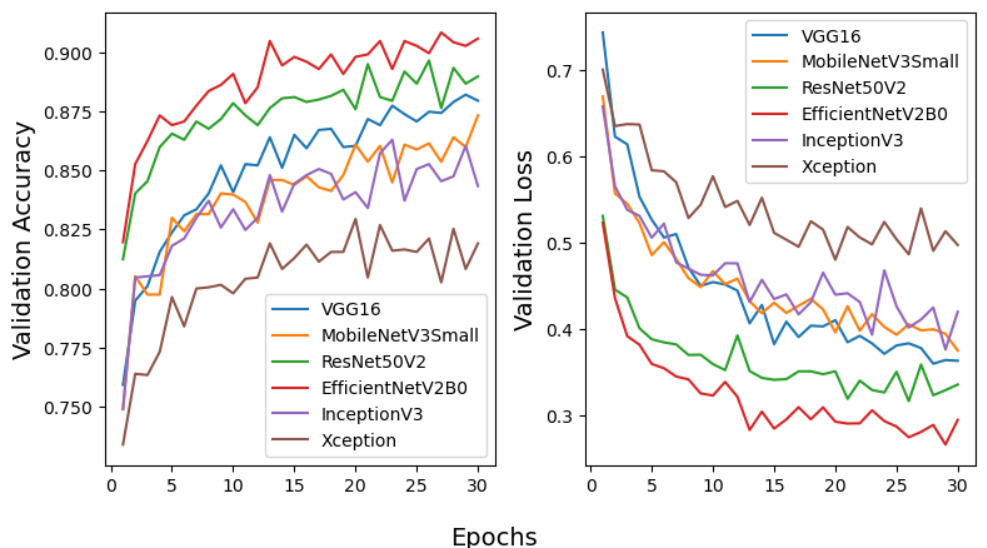 Validation Accuracy
0.900
0.875
0.850
0.825
0.800
0.775
0.750
VGG16
MobileNetV3Small
ResNet50V2
EfficientNetV2B0
InceptionV3
Xception
0 5 10 15 20 25 30
Validation Loss
0.7
0.6
0.5
0.4
0.3
VGG16
MobileNetV3Small
ResNet50V2
EfficientNetV2B0
InceptionV3
Xception
0 5 10 15 20 25 30
Epochs